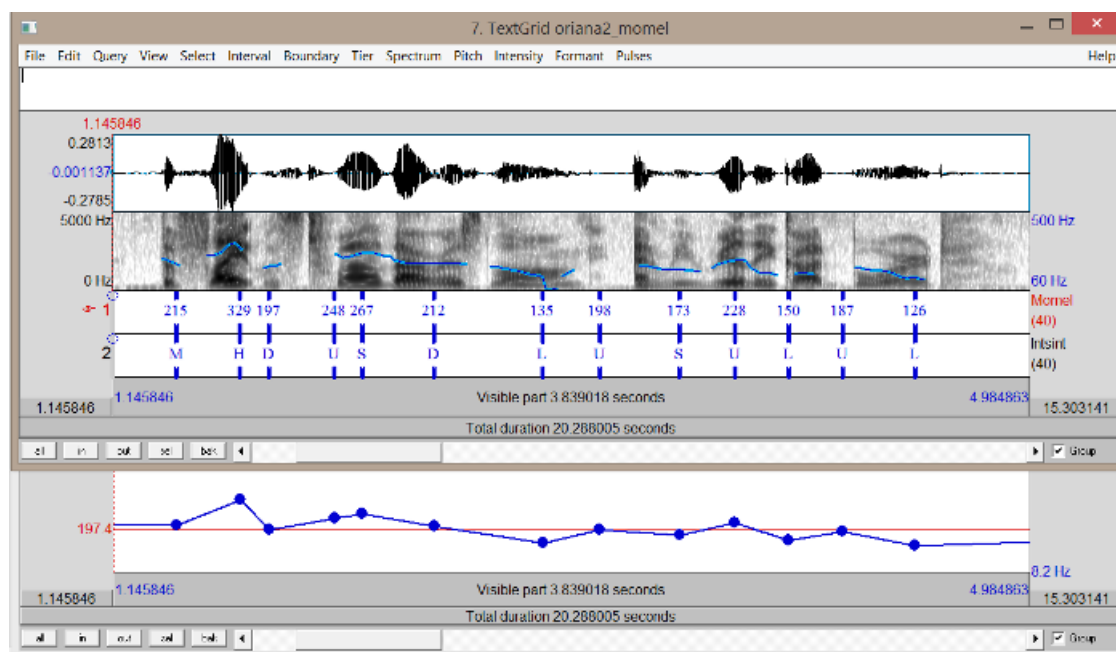 7. TextGrid oriana2_momel
File Edit Query View Select Interval Boundary Tier Spectrum Pitch Intensity Formant Pulses Help
1.145846
0.2813
-0.001137
-0.2785
5000 Hz 500 Hz
0 Hz 60 Hz
1 215 329 197 248 267 212 135 198 173 228 150 187 126 Momel
(40)
2 M H D U S D L U S U L U L Intsint
(40)
1.145846 Visible part 3.839018 seconds 4.984863
1.145846 15.303141
Total duration 20.288005 seconds
all in out sel bak Group
197.4
8.2 Hz
1.145846 Visible part 3.839018 seconds 4.984863
1.145846 15.303141
Total duration 20.288005 seconds
all in out sel bak Group